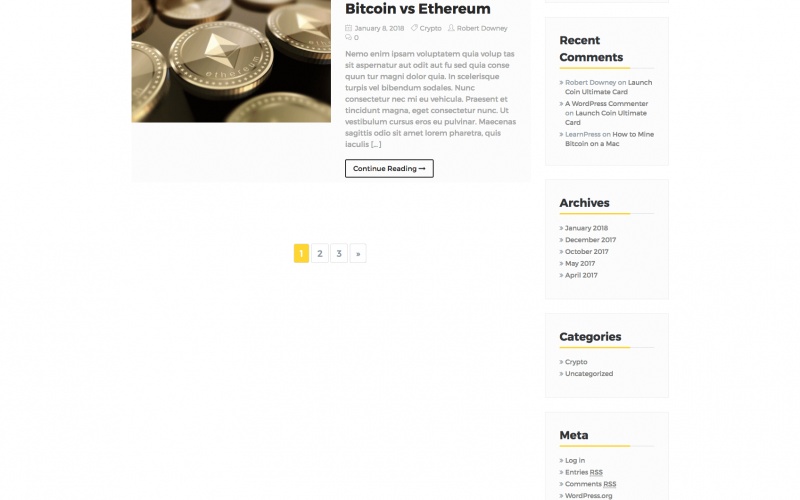 ethereum
Bitcoin vs Ethereum
January 8, 2018 Crypto Robert Downey
0
Nemo enim ipsam voluptatem quia volup tas
sit aspernatur aut odit aut fu sed quia conse
quun tur magni dolor quia. In scelerisque
turpis vel bibendum sodales. Nunc
consectetur nec mi eu vehicula. Praesent et
tincidunt magna, eget consectetur nunc. Ut
vestibulum cursus eros eu pulvinar. Maecenas
sagittis odio sit amet lorem pharetra, quis
iaculis [...]
Continue Reading →
1 2 3 »
Recent
Comments
» Robert Downey on Launch
Coin Ultimate Card
» A WordPress Commenter
on Launch Coin Ultimate
Card
» LearnPress on How to Mine
Bitcoin on a Mac
Archives
» January 2018
» December 2017
» October 2017
» May 2017
» April 2017
Categories
» Crypto
» Uncategorized
Meta
» Log in
» Entries RSS
» Comments RSS
» WordPress.org